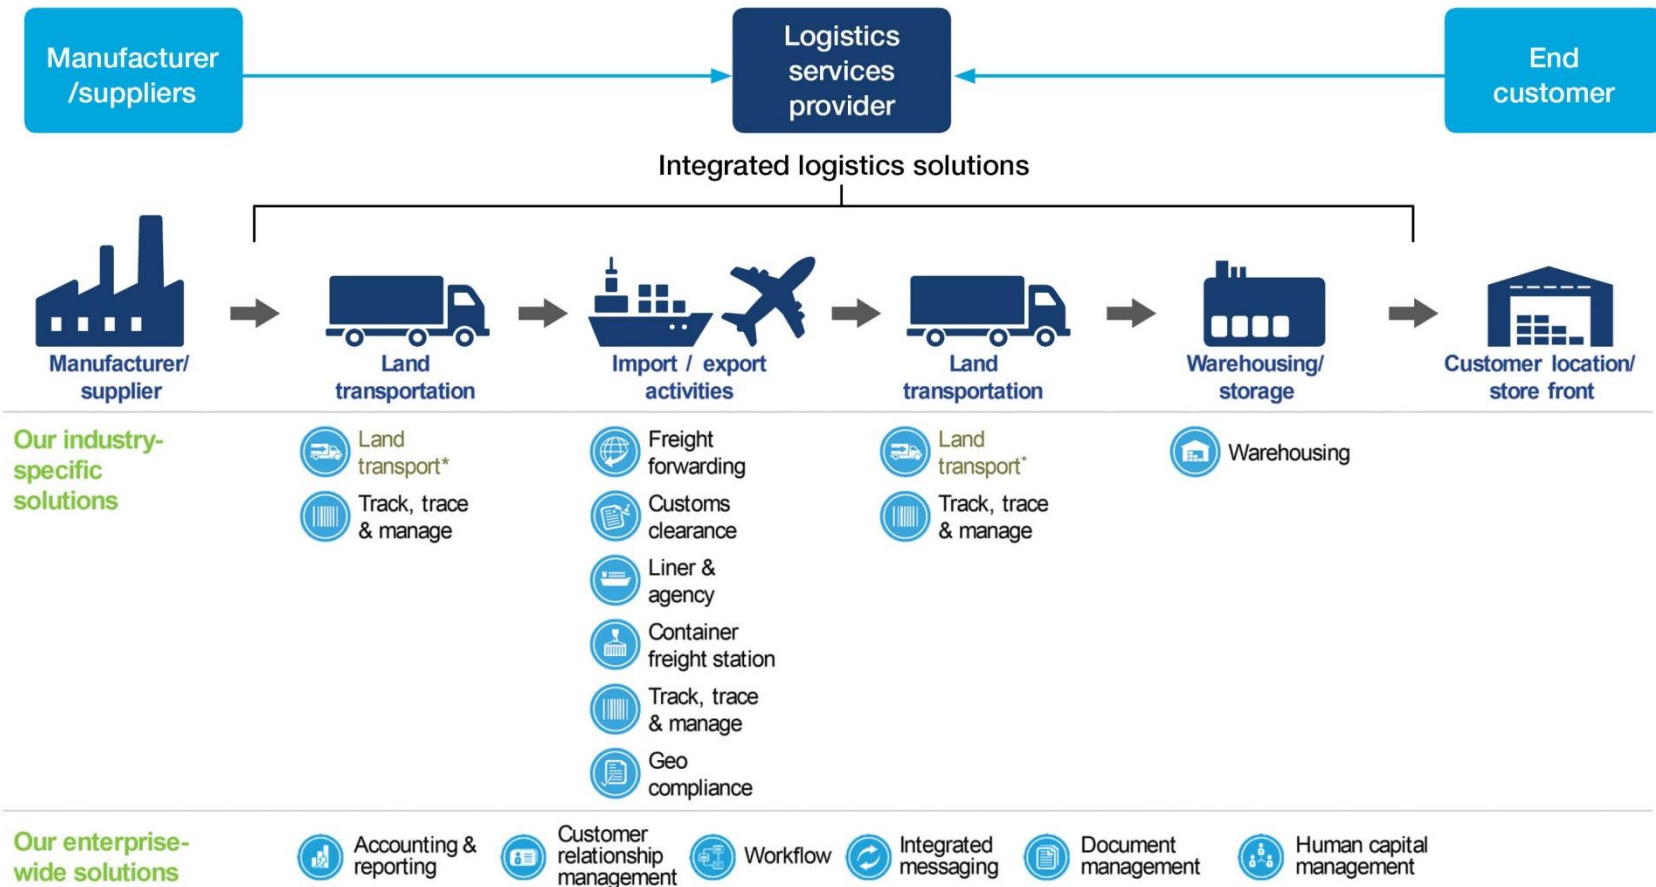 Manufacturer
/suppliers
Logistics
services
provider
End
customer
Integrated logistics solutions
Manufacturer/
supplier
Land
transportation
Import / export
activities
Land
transportation
Warehousing/
storage
Customer location/
store front
Our industry-
specific
solutions
Land
transport*
Track, trace
& manage
Freight
forwarding
Customs
clearance
Liner &
agency
Container
freight station
Track, trace
& manage
Geo
compliance
Land
transport*
Track, trace
& manage
Warehousing
Our enterprise-
wide solutions
Accounting &
reporting
Customer
relationship
management
Workflow
Integrated
messaging
Document
management
Human capital
management